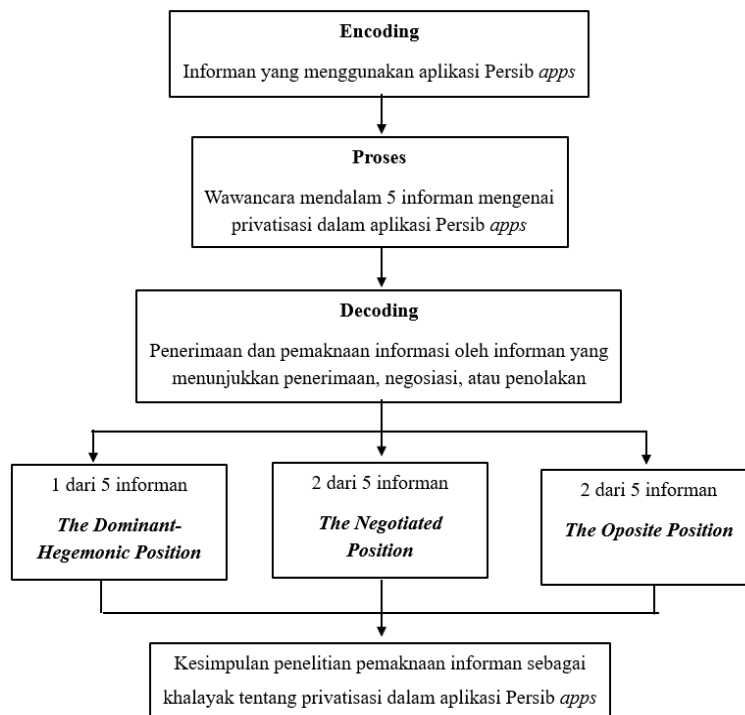 Encoding
Informan yang menggunakan aplikasi Persib apps
Proses
Wawancara mendalam 5 informan mengenai
privatisasi dalam aplikasi Persib apps
Decoding
Penerimaan dan pemaknaan informasi oleh informan yang
menunjukkan penerimaan, negosiasi, atau penolakan
1 dari 5 informan
The Dominant-
Hegemonic Position
2 dari 5 informan
The Negotiated
Position
2 dari 5 informan
The Oposite Position
Kesimpulan penelitian pemaknaan informan sebagai
khalayak tentang privatisasi dalam aplikasi Persib apps